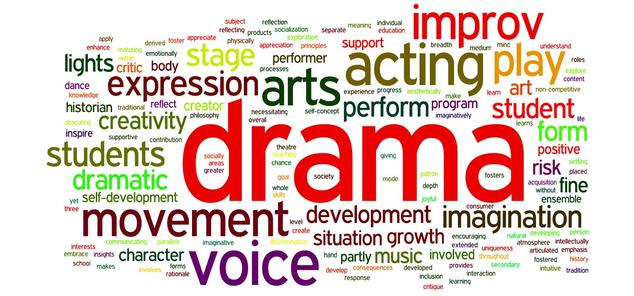 subject reflection improv
reflecting products socialization separate meaning individual education
apply enhance maturing within derived foster appreciate physically exploration principles support breadth medium mind understand
lights critic emotionally body stage performer acting play roles explore content
dance knowledge expression arts processes experience progress aesthetically make learn art non-competitive
historian traditional reflect creator philosophy necessitating overall self-concept perform program imaginatively student
obscuring inspire creativity supportive contribution drama learns life form
students socially areas greater theatre teaching chance society giving positive
dramatic goal whole skills mode patron depth joyful fosters risk setting placed
self-development acquisition without fine
yet three movement level lives create development consumer imagination ensemble
communicating parallels imaginative discrimination situation growth encouraging natural developing person atmosphere intellectually
interests embrace insights character voice hand partly music involved extended uniqueness throughout articulated emphasis history
school makes involves forms rationale develop consequences response developed provides inclusion critique interaction learning secondary fostered intuitive tradition